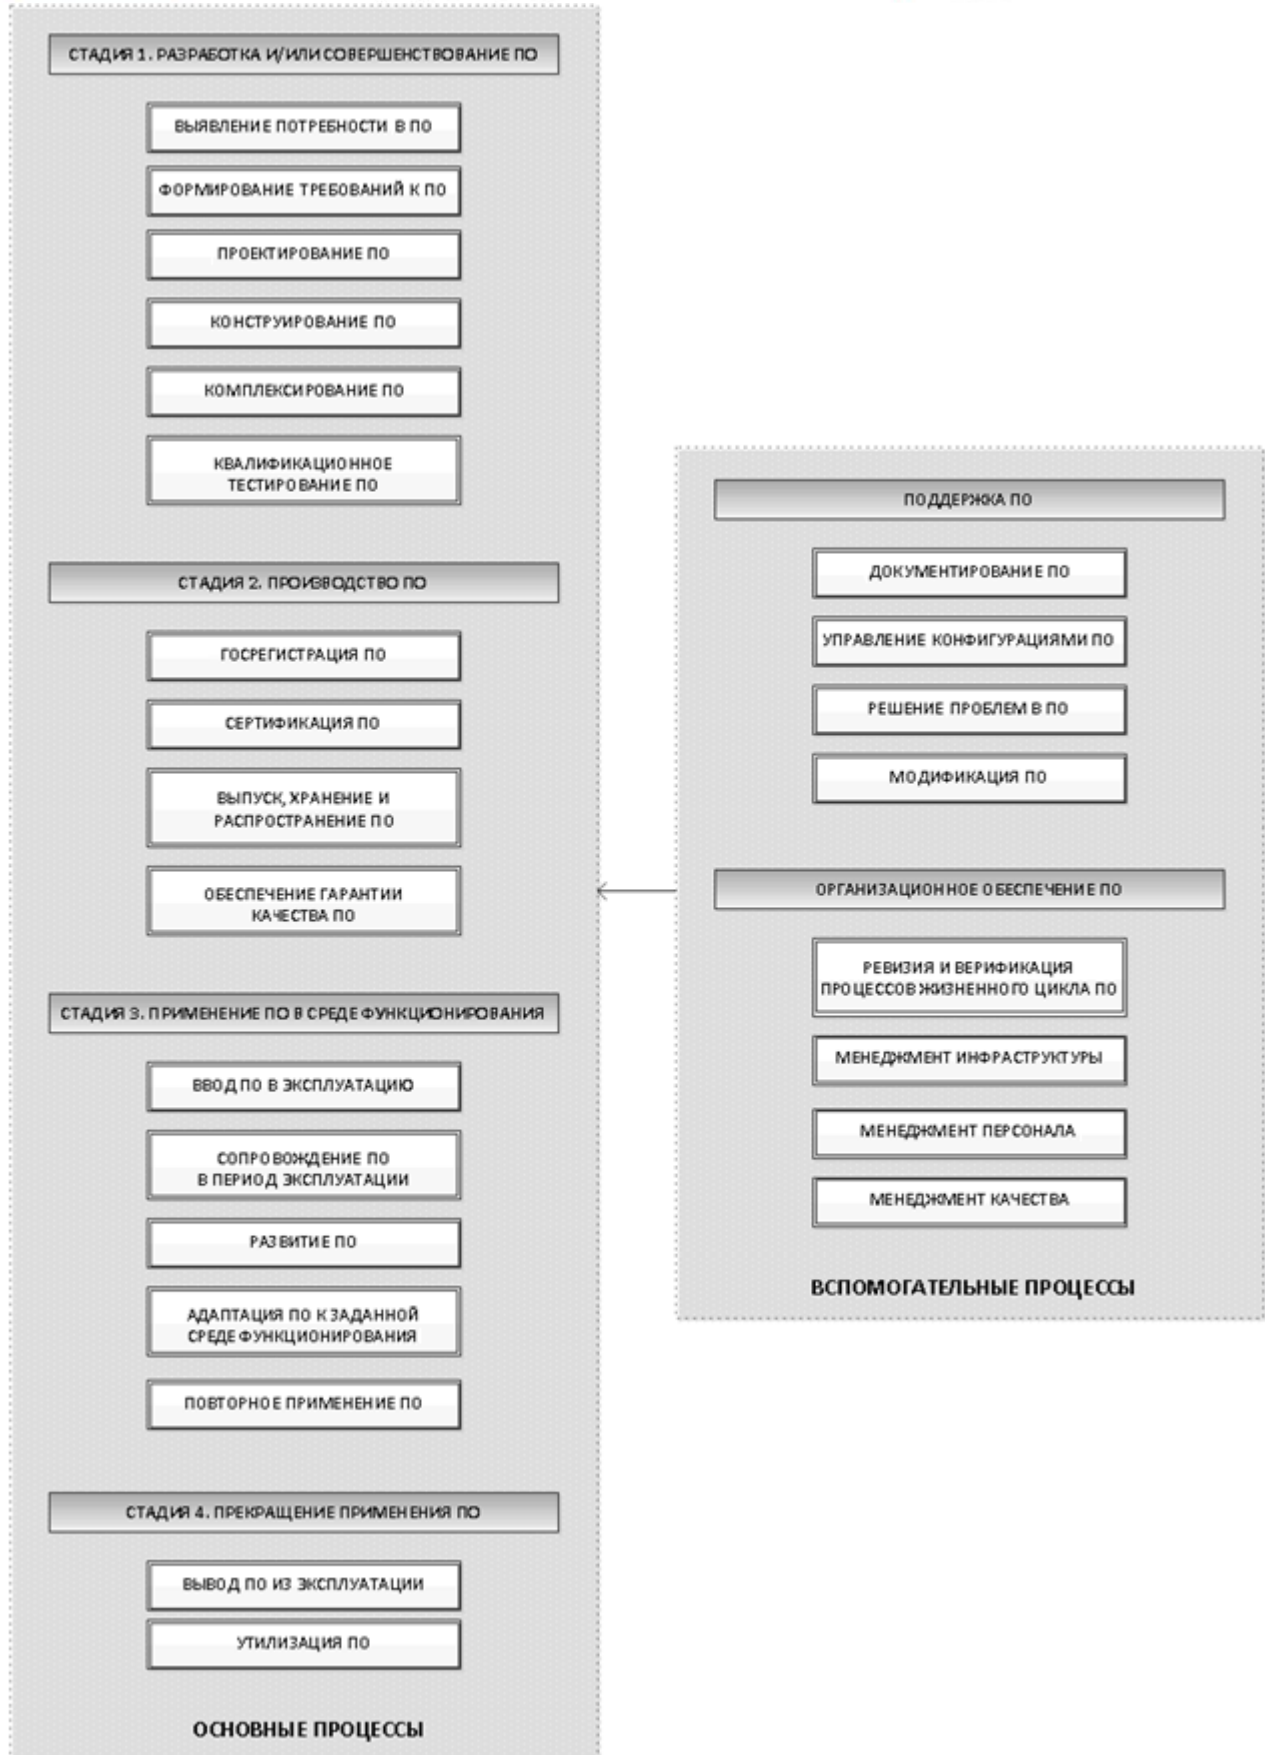 СТАДИЯ 1. РАЗРАБОТКА И/ИЛИ СОВЕРШЕНСТВОВАНИЕ ПО
ВЫЯВЛЕНИЕ ПОТРЕБНОСТИ В ПО
ФОРМИРОВАНИЕ ТРЕБОВАНИЙ К ПО
ПРОЕКТИРОВАНИЕ ПО
КОНСТРУИРОВАНИЕ ПО
КОМПЛЕКСИРОВАНИЕ ПО
КВАЛИФИКАЦИОННОЕ
ТЕСТИРОВАНИЕ ПО
СТАДИЯ 2. ПРОИЗВОДСТВО ПО
ГОСРЕГИСТРАЦИЯ ПО
СЕРТИФИКАЦИЯ ПО
ВЫПУСК, ХРАНЕНИЕ И
РАСПРОСТРАНЕНИЕ ПО
ОБЕСПЕЧЕНИЕ ГАРАНТИИ
КАЧЕСТВА ПО
СТАДИЯ 3. ПРИМЕНЕНИЕ ПО В СРЕДЕ ФУНКЦИОНИРОВАНИЯ
ВВОД ПО В ЭКСПЛУАТАЦИЮ
СОПРОВОЖДЕНИЕ ПО
В ПЕРИОД ЭКСПЛУАТАЦИИ
РАЗВИТИЕ ПО
АДАПТАЦИЯ ПО К ЗАДАННОЙ
СРЕДЕ ФУНКЦИОНИРОВАНИЯ
ПОВТОРНОЕ ПРИМЕНЕНИЕ ПО
СТАДИЯ 4. ПРЕКРАЩЕНИЕ ПРИМЕНЕНИЯ ПО
ВЫВОД ПО ИЗ ЭКСПЛУАТАЦИИ
УТИЛИЗАЦИЯ ПО
ОСНОВНЫЕ ПРОЦЕССЫ
ПОДДЕРЖКА ПО
ДОКУМЕНТИРОВАНИЕ ПО
УПРАВЛЕНИЕ КОНФИГУРАЦИЯМИ ПО
РЕШЕНИЕ ПРОБЛЕМ В ПО
МОДИФИКАЦИЯ ПО
ОРГАНИЗАЦИОННОЕ ОБЕСПЕЧЕНИЕ ПО
РЕВИЗИЯ И ВЕРИФИКАЦИЯ
ПРОЦЕССОВ ЖИЗНЕННОГО ЦИКЛА ПО
МЕНЕДЖМЕНТ ИНФРАСТРУКТУРЫ
МЕНЕДЖМЕНТ ПЕРСОНАЛА
МЕНЕДЖМЕНТ КАЧЕСТВА
ВСПОМОГАТЕЛЬНЫЕ ПРОЦЕССЫ